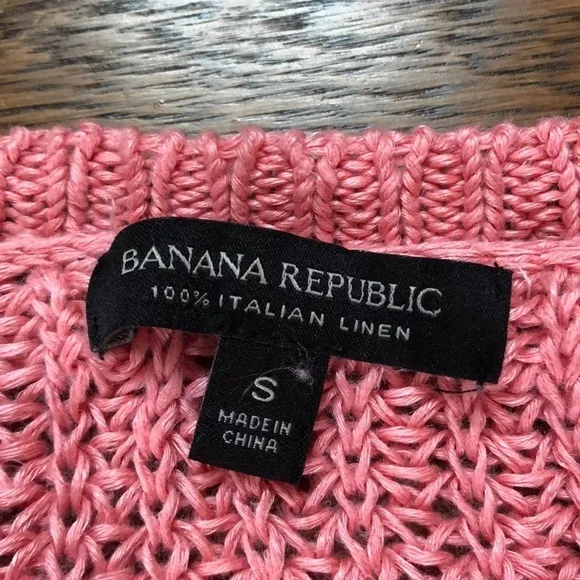 BANANA REPUBLIC
100% ITALIAN LINEN
S
MADE IN
CHINA